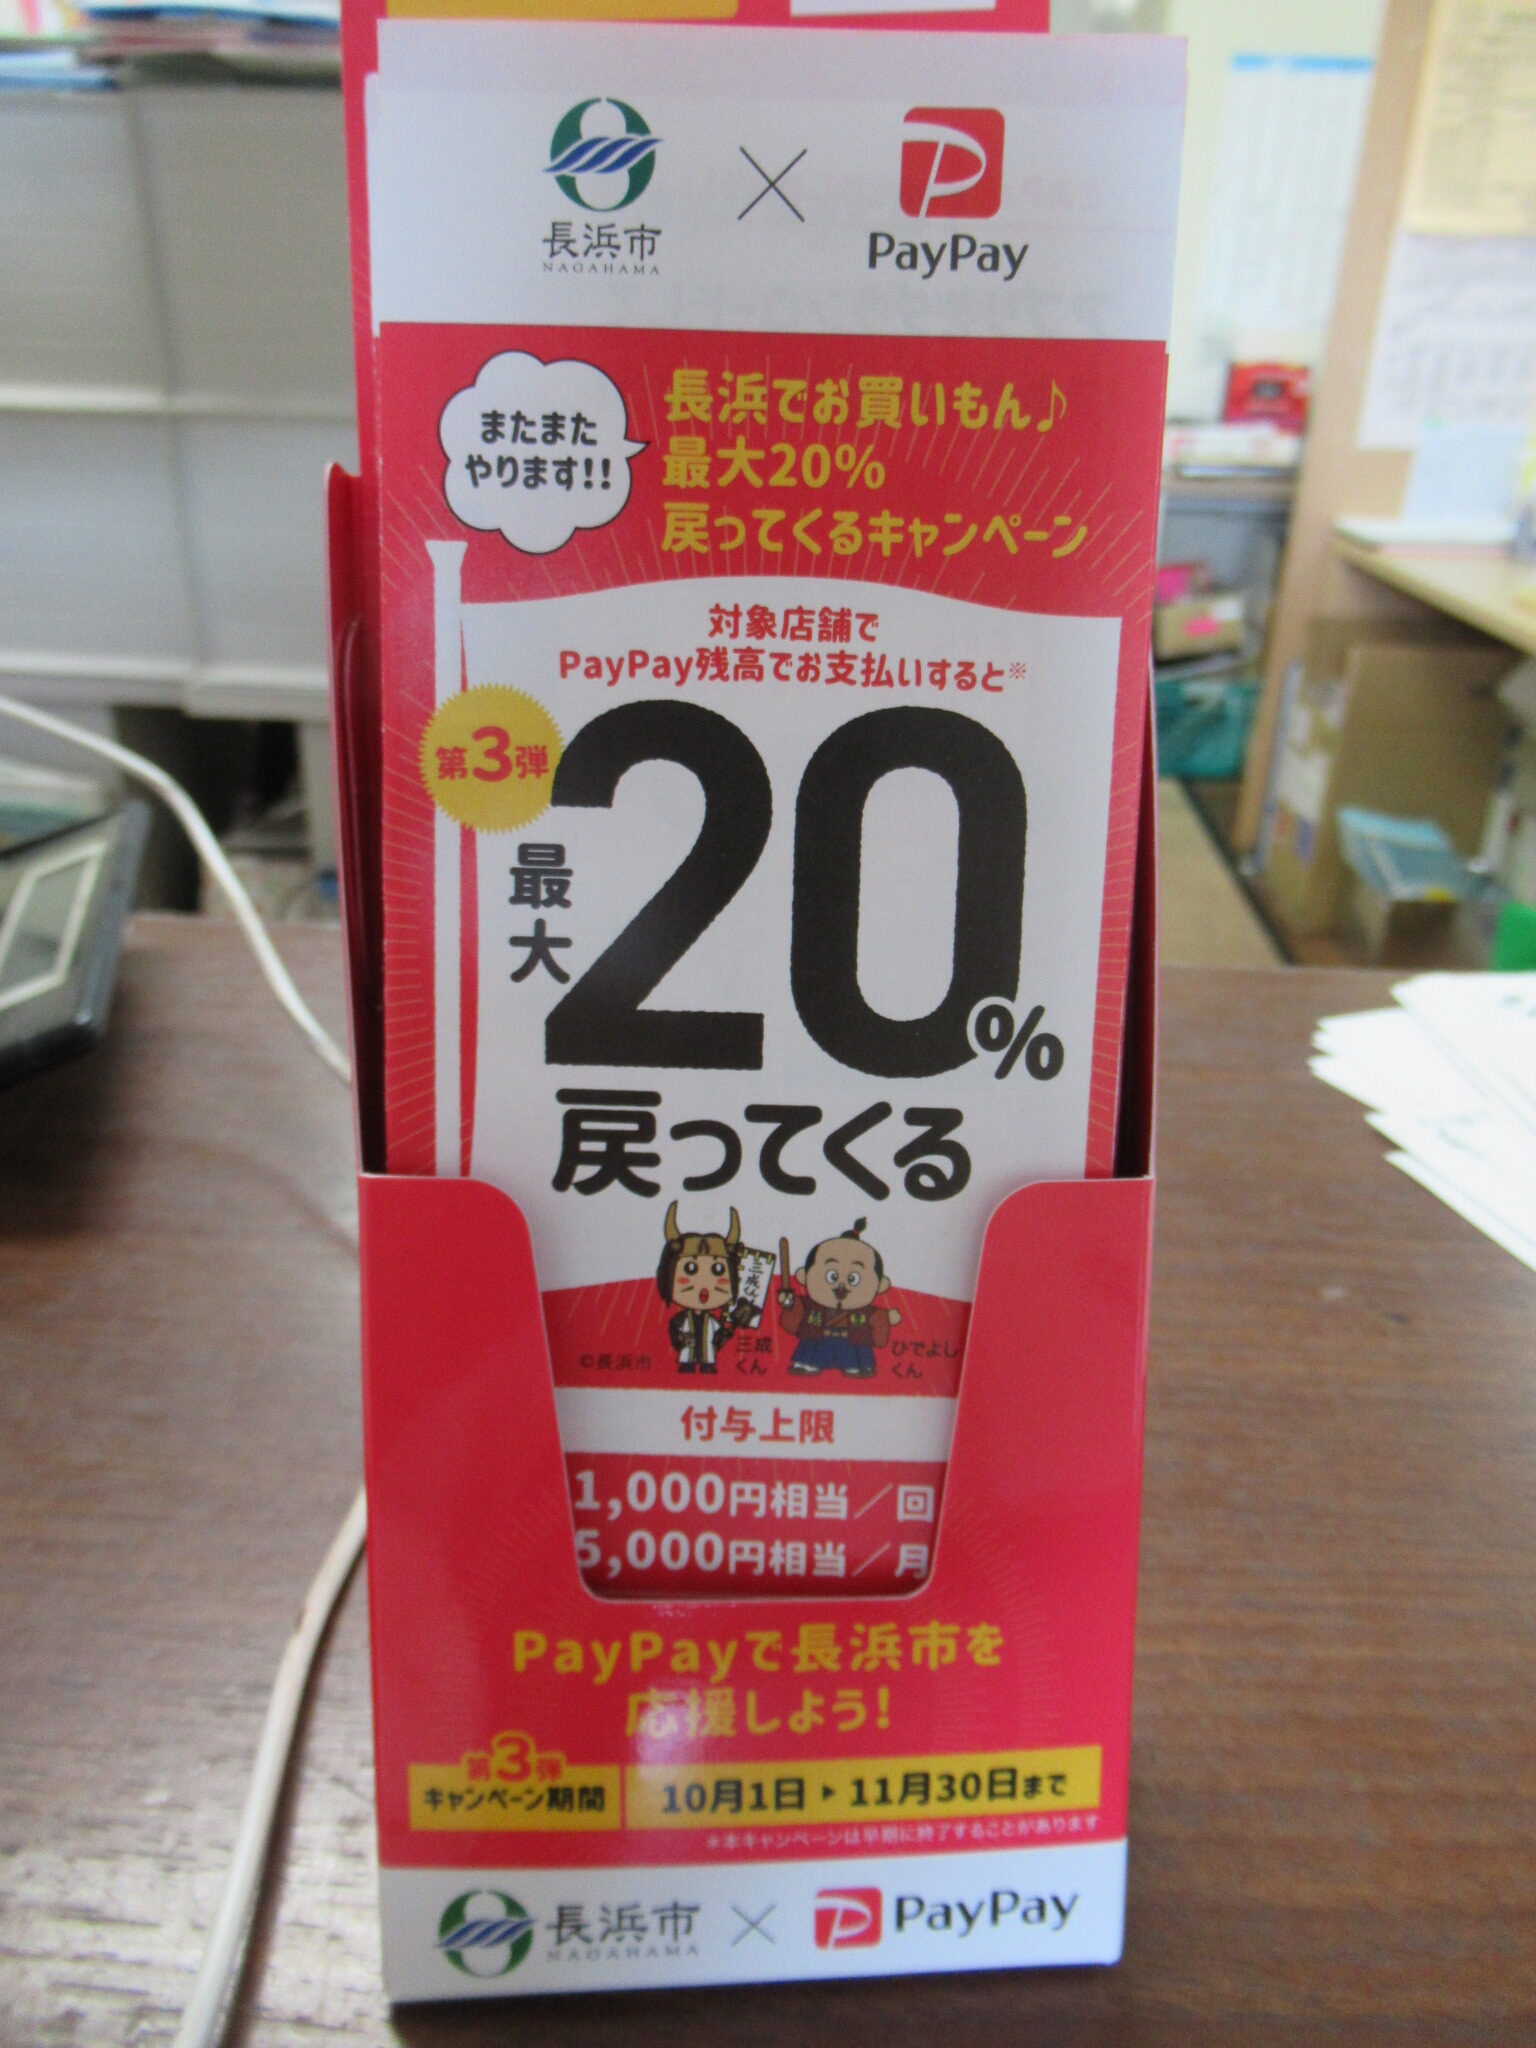 長浜市
NAGAHAMA
PayPay
またまた
やります!!
長浜でお買いもん♪
最大20%
戻ってくるキャンペーン
対象店舗で
PayPay残高でお支払いすると※
第3弾
最大
20%
戻ってくる
三成くん
©長浜市
三成
くん
ひでよし
くん
付与上限
1,000円相当／回
5,000円相当／月
PayPayで長浜市を
応援しよう!
第3弾
キャンペーン期間
10月1日▶11月30日まで
※本キャンペーンは早期に終了することがあります
長浜市
NAGAHAMA
PayPay